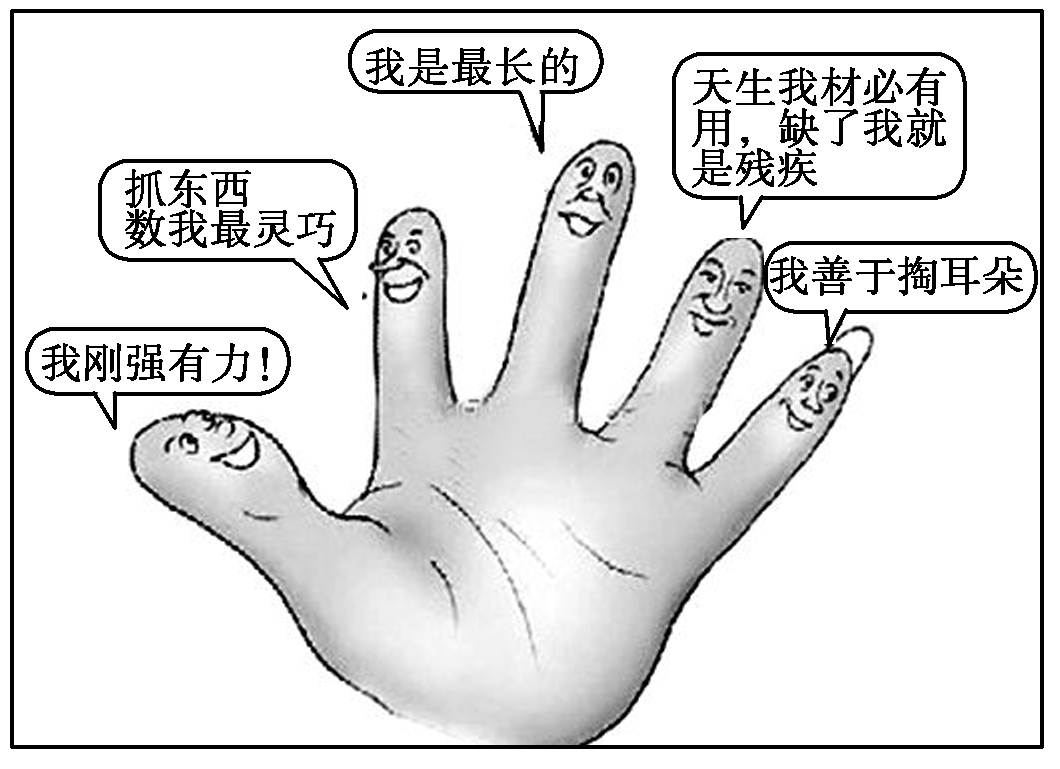 我刚强有力！
抓东西
数我最灵巧
我是最长的
天生我材必有
用，缺了我就
是残疾
我善于掏耳朵